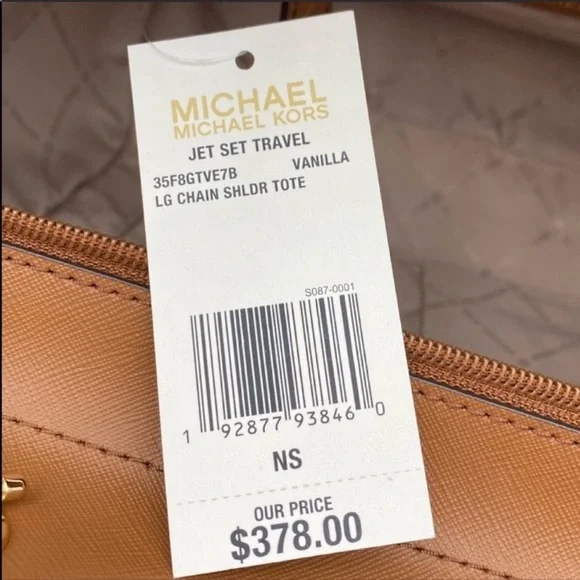 MICHAEL
MICHAEL KORS
JET SET TRAVEL
35F8GTVE7B VANILLA
LG CHAIN SHLDR TOTE
S087-0001
1 92877 93846 0
NS
OUR PRICE
$378.00